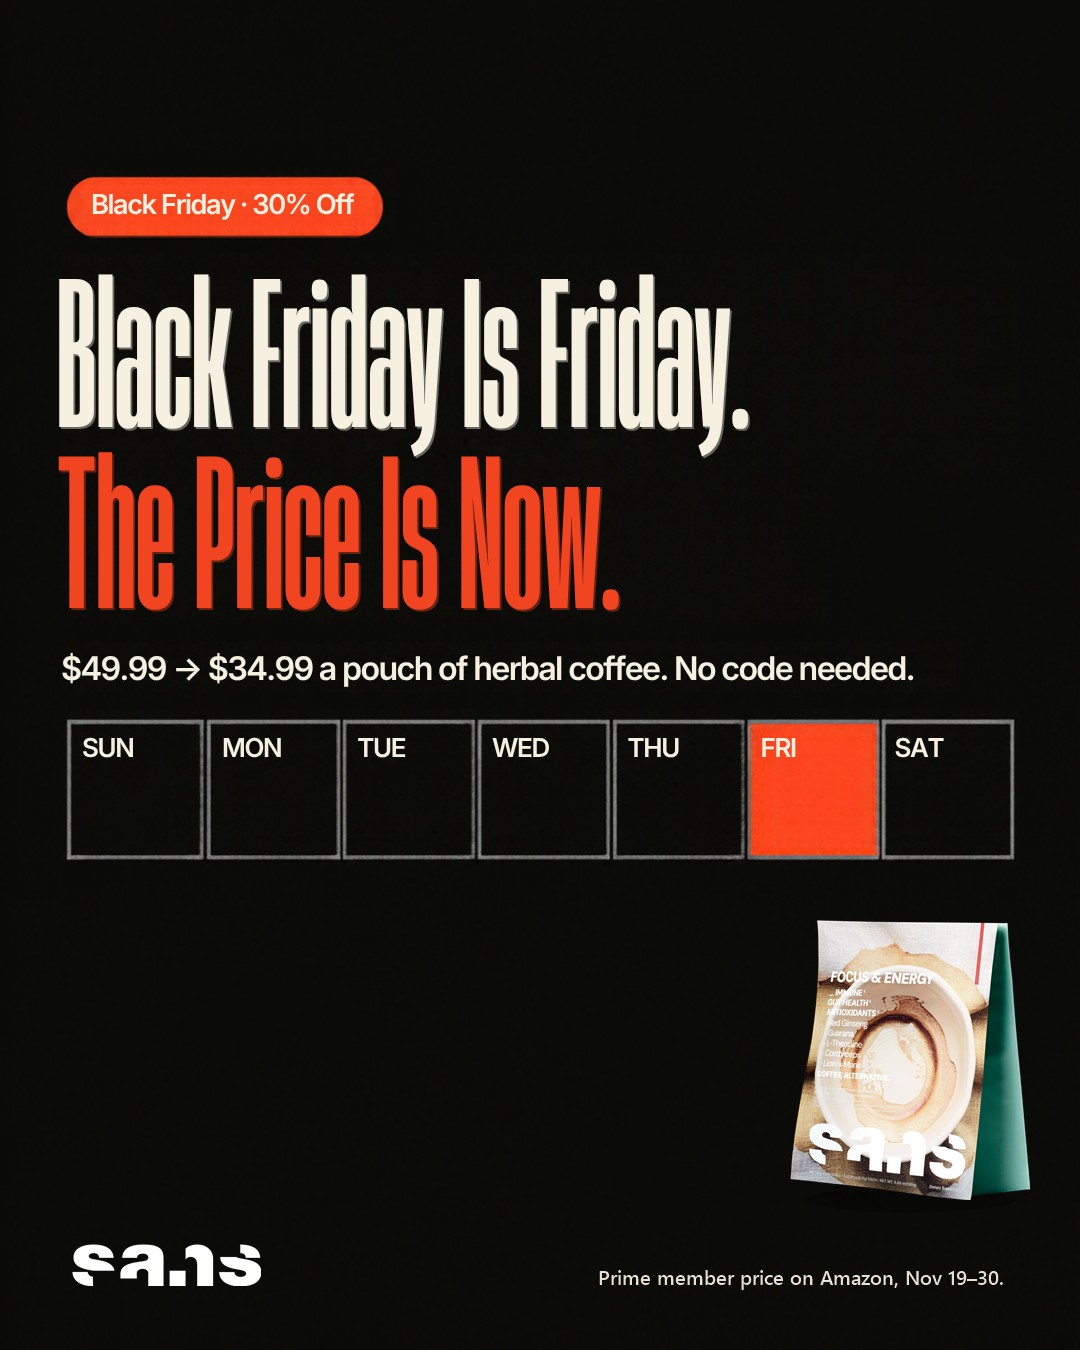 Black Friday · 30% Off
Black Friday Is Friday.
The Price Is Now.
$49.99 → $34.99 a pouch of herbal coffee. No code needed.
SUN MON TUE WED THU FRI SAT
FOCUS & ENERGY
IMMUNE
GUT HEALTH
ANTIOXIDANTS
Red Ginseng
Guarana
L-Theanine
Cordyceps
Lion's Mane
COFFEE ALTERNATIVE
sans
sans
Prime member price on Amazon, Nov 19–30.